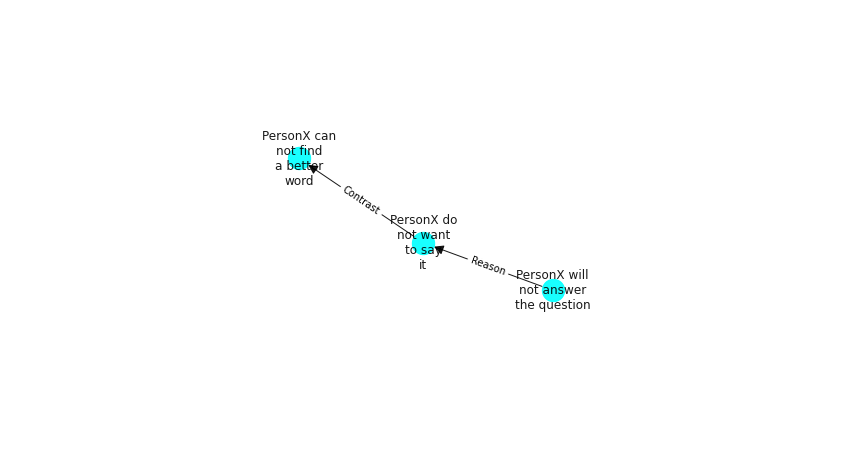 PersonX can
not find
a better
word
Contrast
PersonX do
not want
to say
it
Reason
PersonX will
not answer
the question